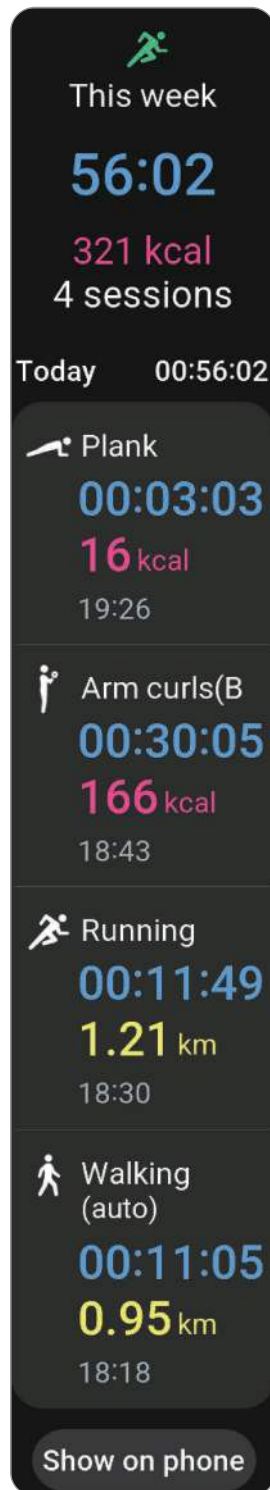 This week
56:02
321 kcal
4 sessions
Today 00:56:02
Plank
00:03:03
16 kcal
19:26
Arm curls(B
00:30:05
166 kcal
18:43
Running
00:11:49
1.21 km
18:30
Walking
(auto)
00:11:05
0.95 km
18:18
Show on phone